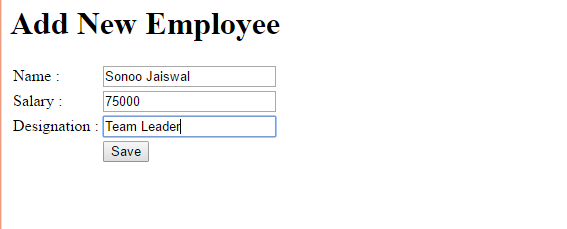 Add New Employee
Name : Sonoo Jaiswal
Salary : 75000
Designation : Team Leader
Save